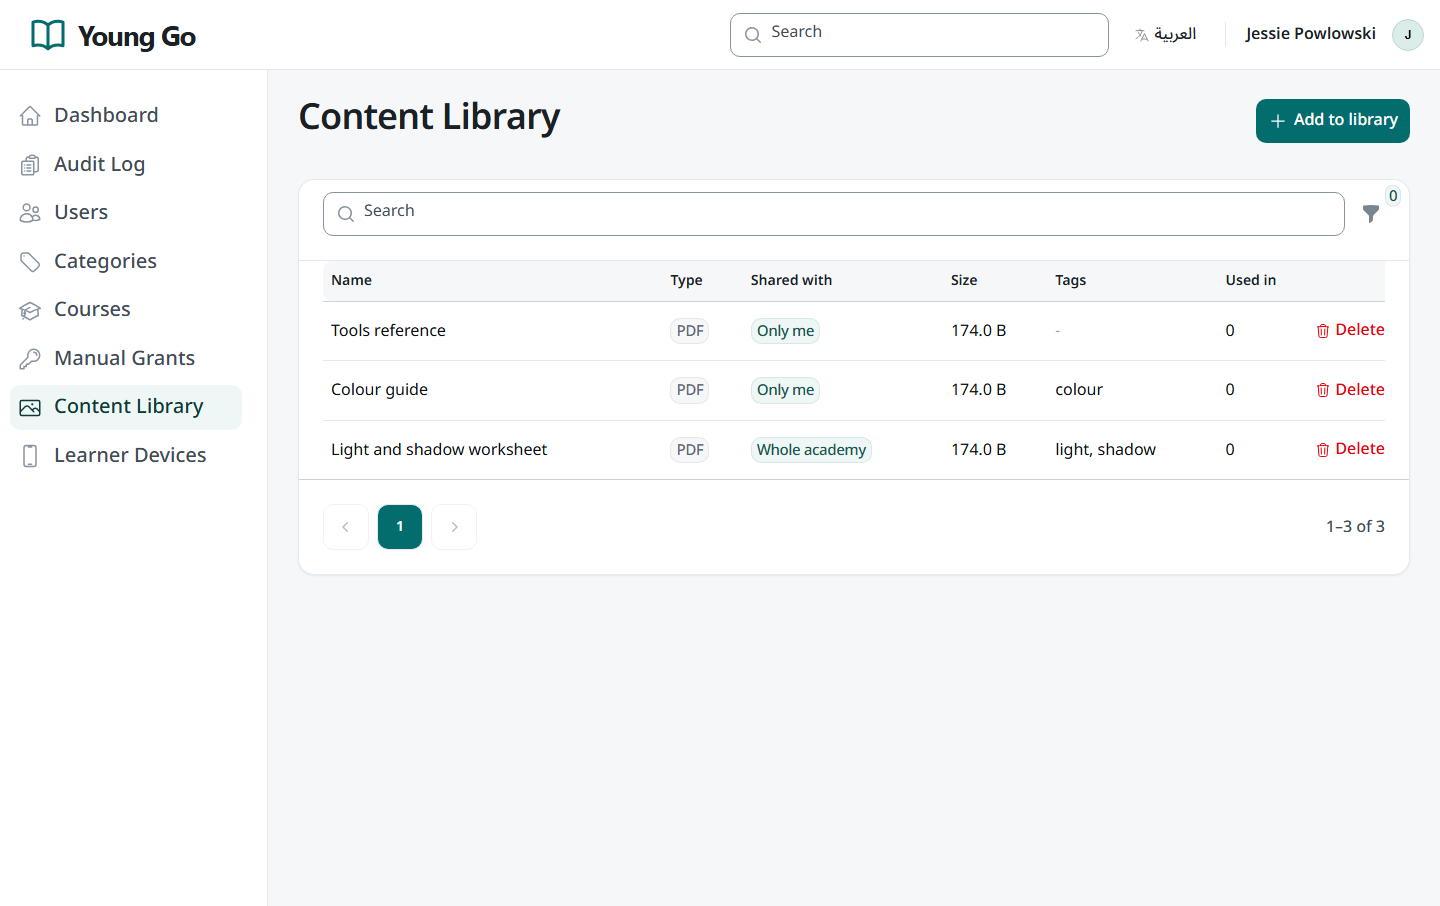 Young Go
Search
العربية
Jessie Powlowski
J
Dashboard
Audit Log
Users
Categories
Courses
Manual Grants
Content Library
Learner Devices
Content Library
Add to library
Search
0
Name Type Shared with Size Tags Used in
Tools reference PDF Only me 174.0 B - 0 Delete
Colour guide PDF Only me 174.0 B colour 0 Delete
Light and shadow worksheet PDF Whole academy 174.0 B light, shadow 0 Delete
1
1–3 of 3